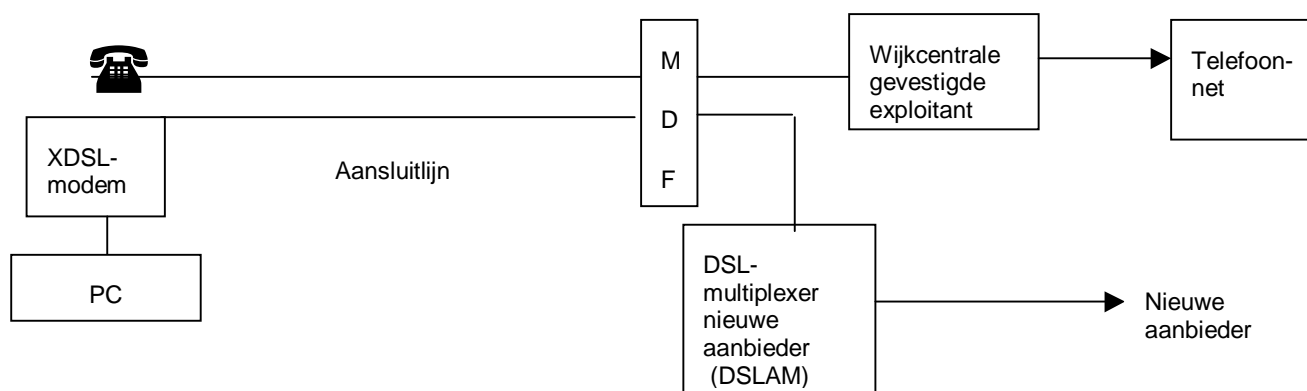 M
D
F
Wijkcentrale
gevestigde
exploitant
Telefoon-
net
XDSL-
modem
Aansluitlijn
PC
DSL-
multiplexer
nieuwe
aanbieder
(DSLAM)
Nieuwe
aanbieder